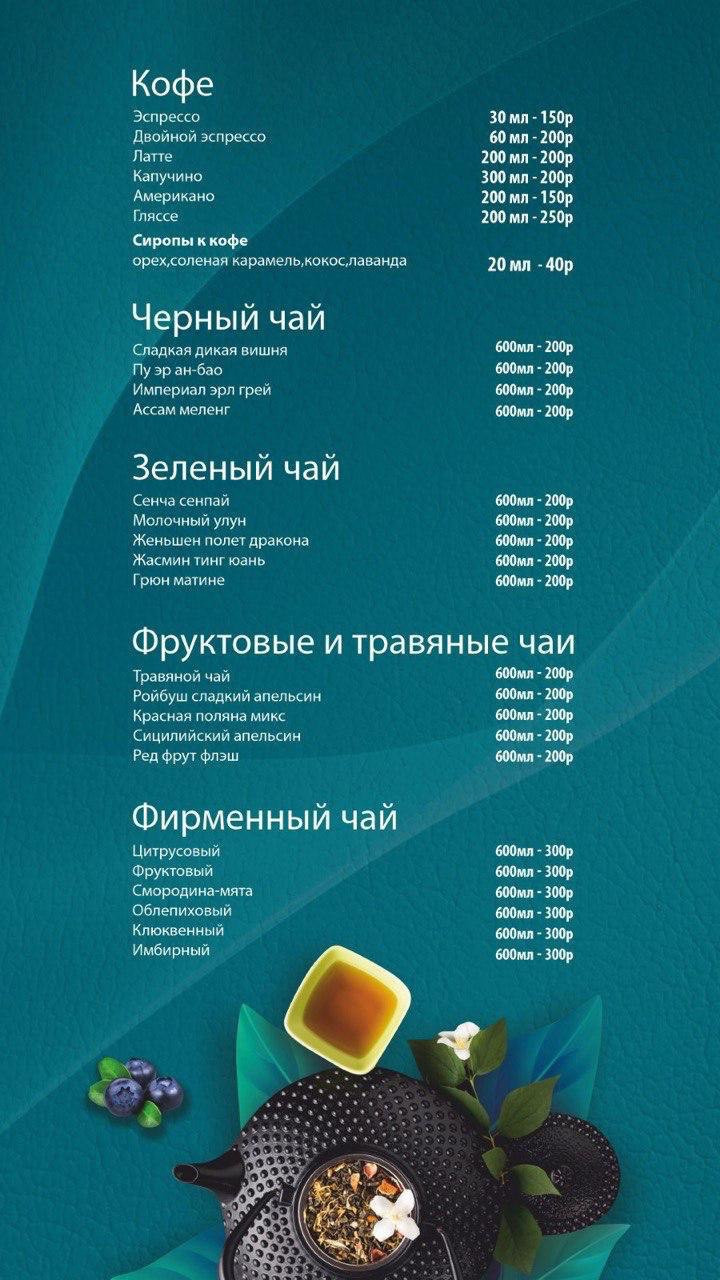 Кофе
Эспрессо 30 мл - 150р
Двойной эспрессо 60 мл - 200р
Латте 200 мл - 200р
Капучино 300 мл - 200р
Американо 200 мл - 150р
Гляссе 200 мл - 250р
Сиропы к кофе
орех,соленая карамель,кокос,лаванда 20 мл - 40р
Черный чай
Сладкая дикая вишня 600мл - 200р
Пу эр ан-бао 600мл - 200р
Империал эрл грей 600мл - 200р
Ассам меленг 600мл - 200р
Зеленый чай
Сенча сенпай 600мл - 200р
Молочный улун 600мл - 200р
Женьшен полет дракона 600мл - 200р
Жасмин тинг юань 600мл - 200р
Грюн матине 600мл - 200р
Фруктовые и травяные чаи
Травяной чай 600мл - 200р
Ройбуш сладкий апельсин 600мл - 200р
Красная поляна микс 600мл - 200р
Сицилийский апельсин 600мл - 200р
Ред фрут флэш 600мл - 200р
Фирменный чай
Цитрусовый 600мл - 300р
Фруктовый 600мл - 300р
Смородина-мята 600мл - 300р
Облепиховый 600мл - 300р
Клюквенный 600мл - 300р
Имбирный 600мл - 300р